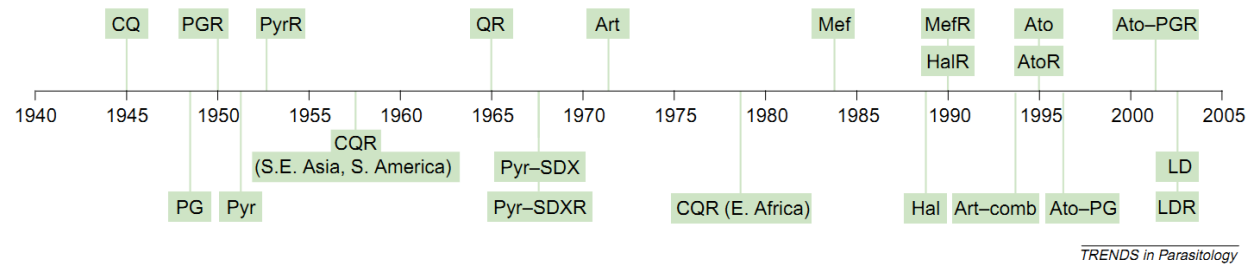 CQ PGR PyrR QR Art Mef MefR Ato Ato–PGR
HalR AtoR
1940 1945 1950 1955 1960 1965 1970 1975 1980 1985 1990 1995 2000 2005
CQR
(S.E. Asia, S. America) Pyr–SDX LD
PG Pyr Pyr–SDXR CQR (E. Africa) Hal Art–comb Ato–PG LDR
TRENDS in Parasitology